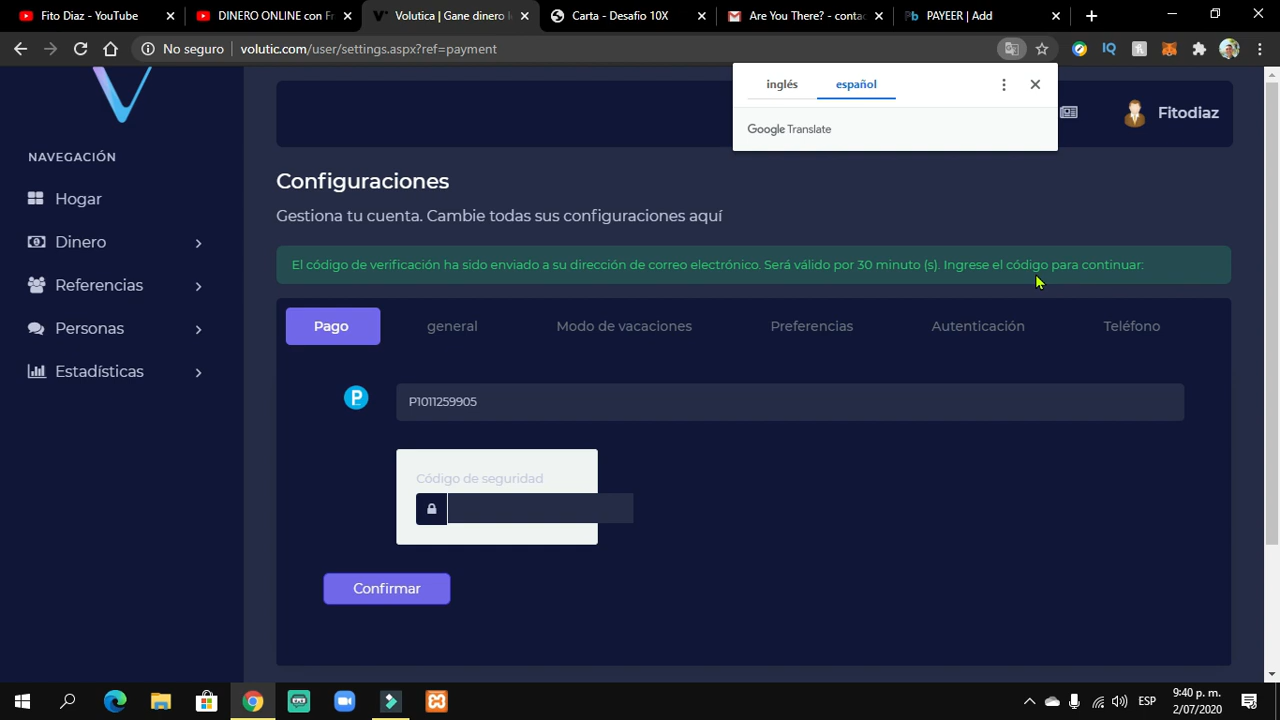 Fito Diaz - YouTube
DINERO ONLINE con Fr
Volutica | Gane dinero
Carta - Desafio 10X
Are You There? - conta
PAYEER | Add
No seguro
volutic.com/user/settings.aspx?ref=payment
inglés
español
Google Translate
Fitodiaz
NAVEGACIÓN
Hogar
Dinero
Referencias
Personas
Estadísticas
Configuraciones
Gestiona tu cuenta. Cambie todas sus configuraciones aquí
El código de verificación ha sido enviado a su dirección de correo electrónico. Será válido por 30 minuto (s). Ingrese el código para continuar:
Pago
general
Modo de vacaciones
Preferencias
Autenticación
Teléfono
P1011259905
Código de seguridad
Confirmar
ESP
9:40 p. m.
2/07/2020